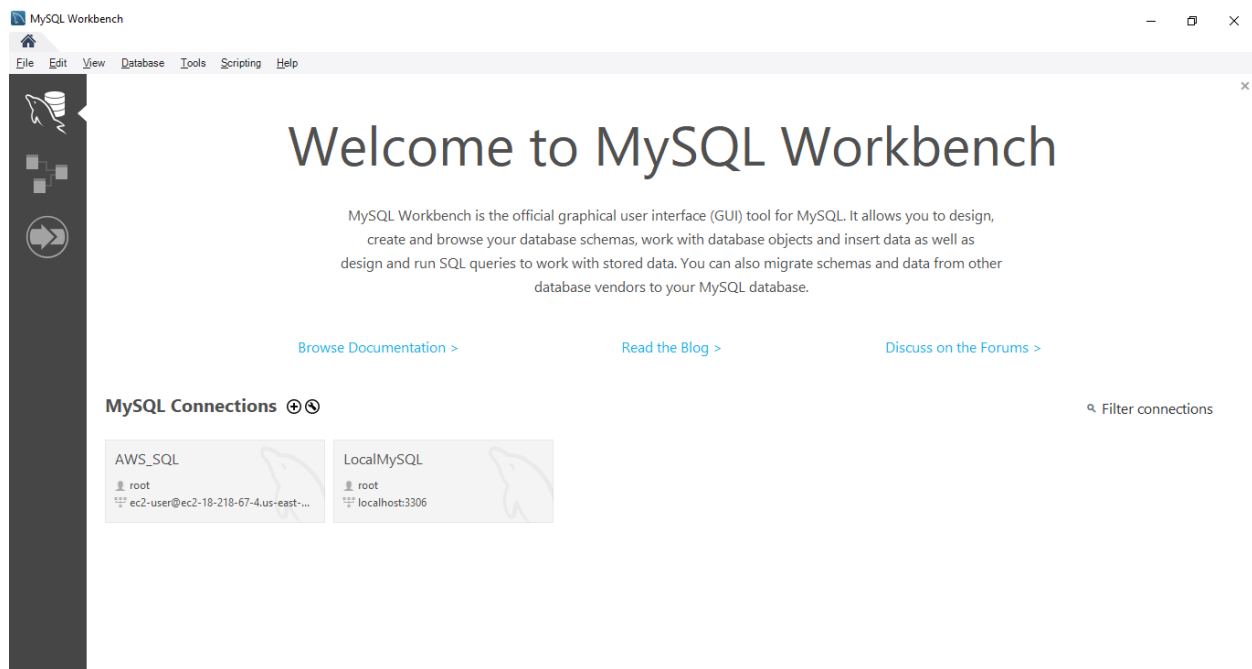 MySQL Workbench
File Edit View Database Tools Scripting Help
Welcome to MySQL Workbench
MySQL Workbench is the official graphical user interface (GUI) tool for MySQL. It allows you to design,
create and browse your database schemas, work with database objects and insert data as well as
design and run SQL queries to work with stored data. You can also migrate schemas and data from other
database vendors to your MySQL database.
Browse Documentation > Read the Blog > Discuss on the Forums >
MySQL Connections Filter connections
AWS_SQL
root
ec2-user@ec2-18-218-67-4.us-east-...
LocalMySQL
root
localhost:3306